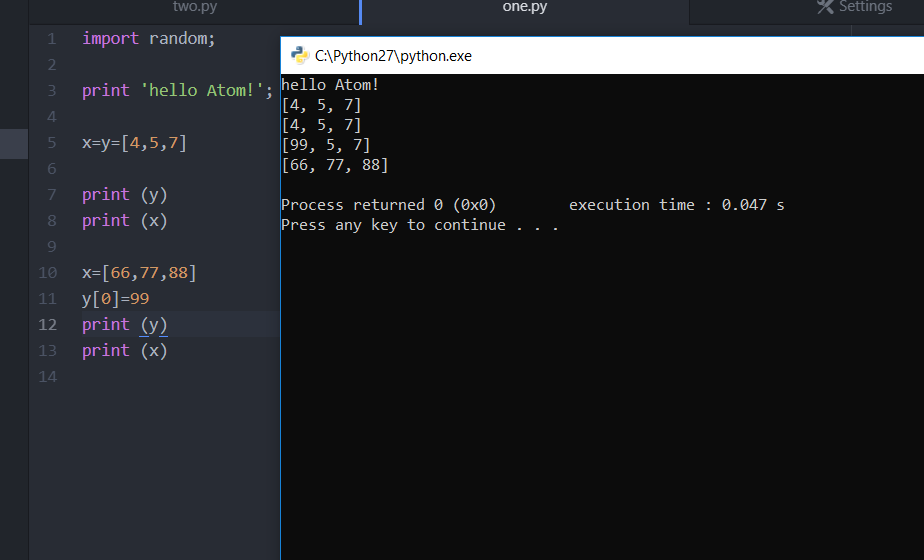 two.py
one.py
Settings
1 import random;
2
3 print 'hello Atom!';
4
5 x=y=[4,5,7]
6
7 print (y)
8 print (x)
9
10 x=[66,77,88]
11 y[0]=99
12 print (y)
13 print (x)
14
C:\Python27\python.exe
hello Atom!
[4, 5, 7]
[4, 5, 7]
[99, 5, 7]
[66, 77, 88]
Process returned 0 (0x0)        execution time : 0.047 s
Press any key to continue . . .